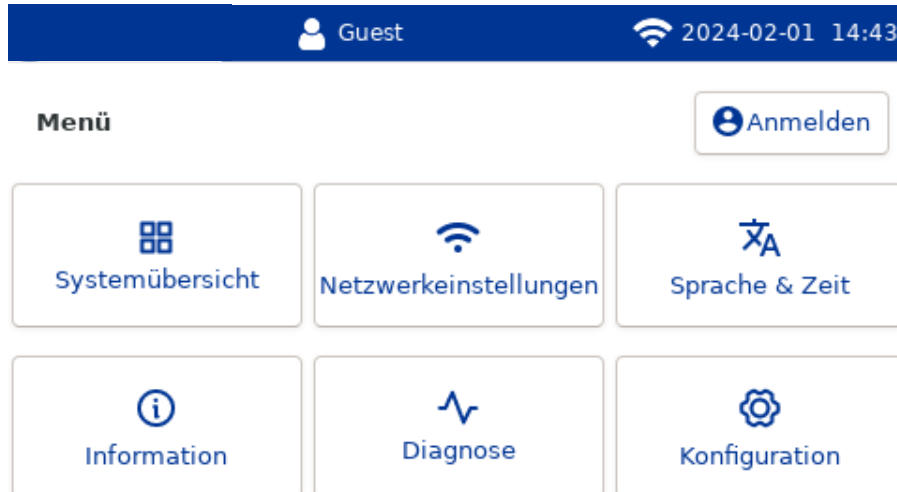 Guest 2024-02-01 14:43
Menü Anmelden
Systemübersicht Netzwerkeinstellungen Sprache & Zeit
Information Diagnose Konfiguration